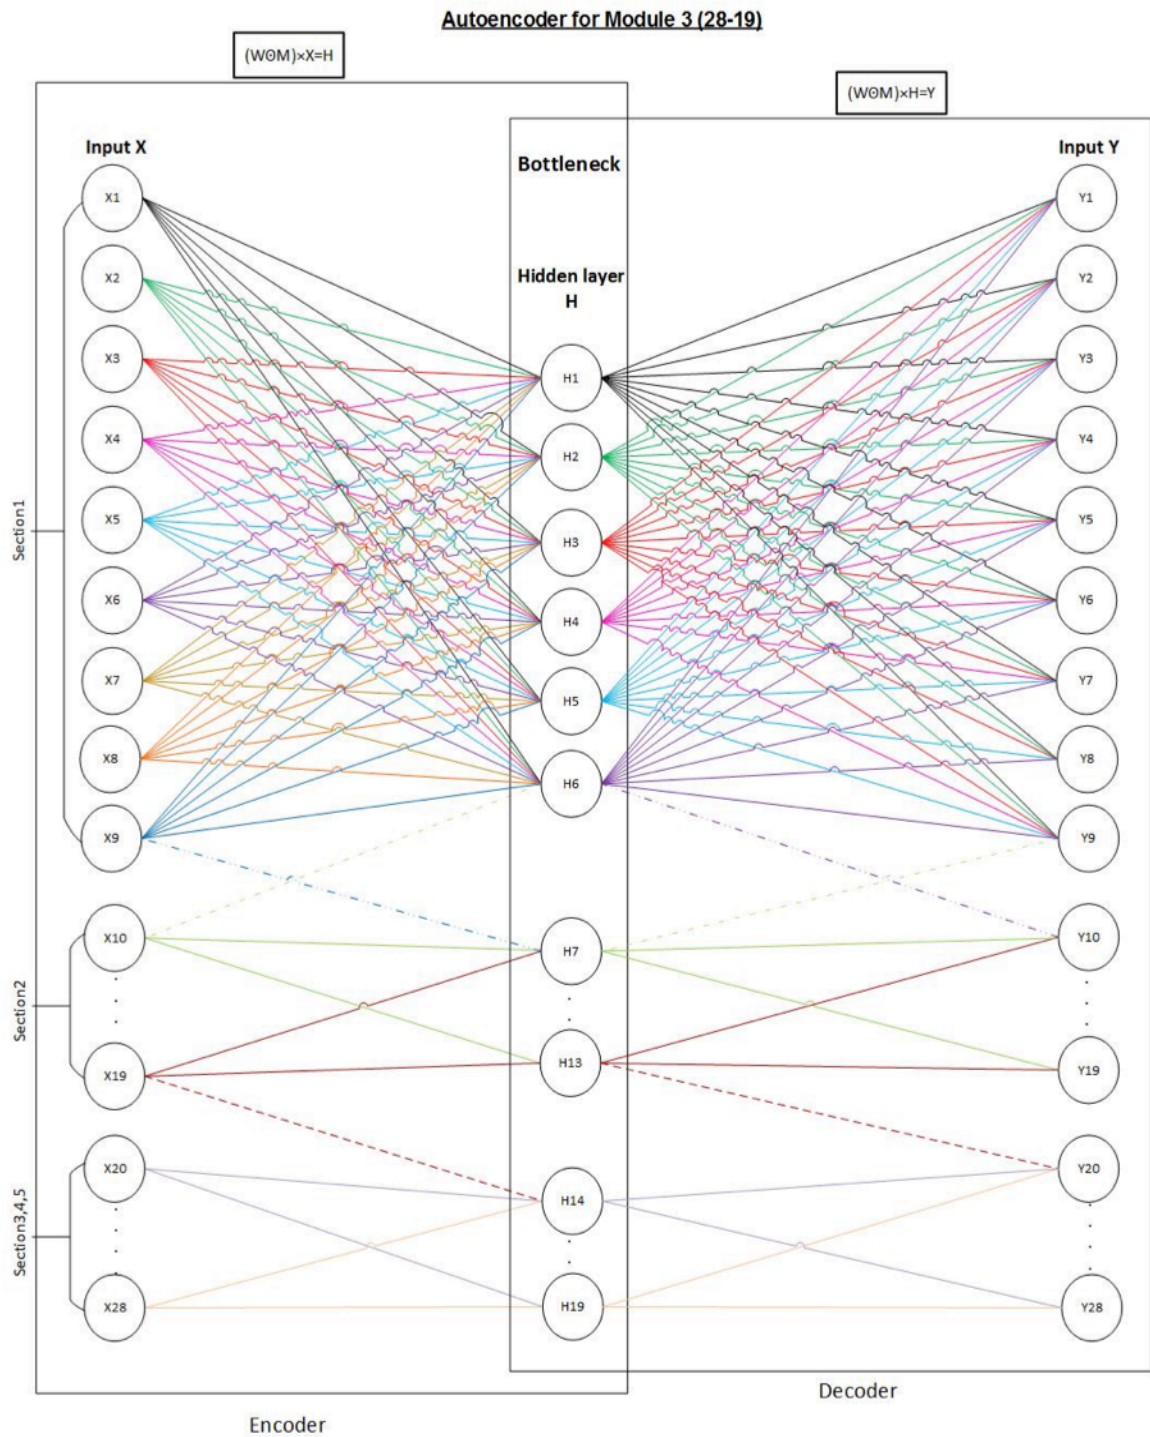 Autoencoder for Module 3 (28-19)
(WʘM)×X=H
(WʘM)×H=Y
Input X
Bottleneck
Input Y
Hidden layer
H
X1
X2
X3
X4
X5
X6
X7
X8
X9
X10
X19
X20
X28
Section1
Section2
Section3,4,5
H1
H2
H3
H4
H5
H6
H7
H13
H14
H19
Y1
Y2
Y3
Y4
Y5
Y6
Y7
Y8
Y9
Y10
Y19
Y20
Y28
Decoder
Encoder